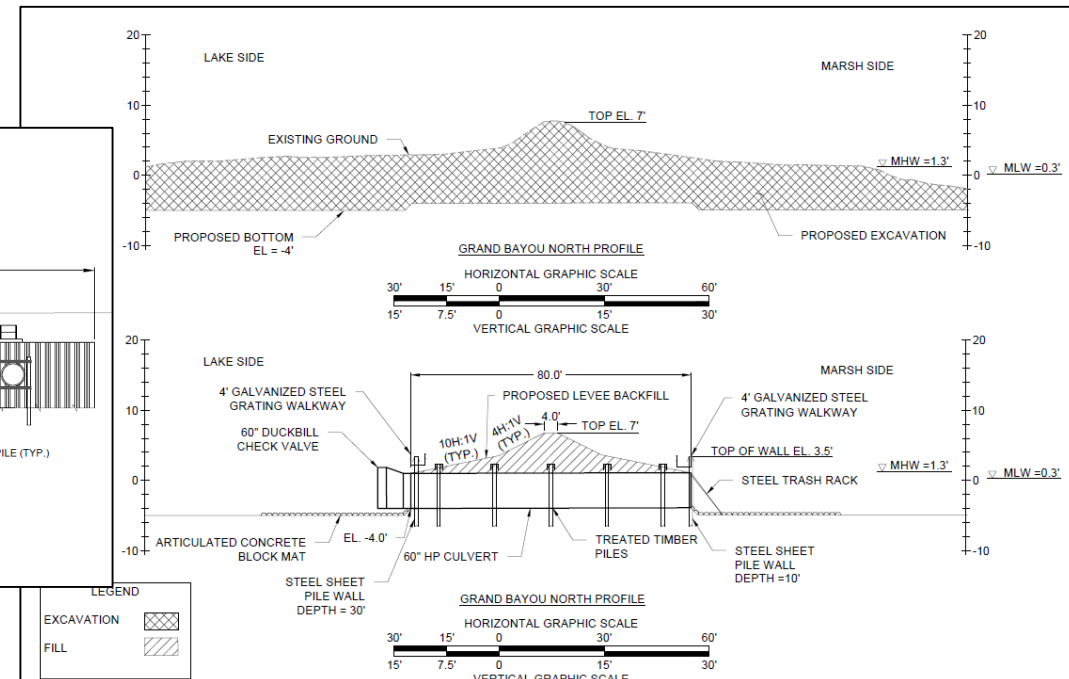 20
10
0
-10
LAKE SIDE
MARSH SIDE
TOP EL. 7'
EXISTING GROUND
MHW =1.3'
MLW =0.3'
20
10
0
-10
PROPOSED BOTTOM
EL = -4'
PROPOSED EXCAVATION
GRAND BAYOU NORTH PROFILE
HORIZONTAL GRAPHIC SCALE
30' 15' 0 30' 60'
15' 7.5' 0 15' 30'
VERTICAL GRAPHIC SCALE
PILE (TYP.)
20
10
0
-10
LAKE SIDE
MARSH SIDE
80.0'
4' GALVANIZED STEEL
GRATING WALKWAY
PROPOSED LEVEE BACKFILL
4' GALVANIZED STEEL
GRATING WALKWAY
60" DUCKBILL
CHECK VALVE
10H:1V
(TYP.)
4H:1V
(TYP.)
4.0'
TOP EL. 7'
TOP OF WALL EL. 3.5'
MHW =1.3'
MLW =0.3'
STEEL TRASH RACK
20
10
0
-10
ARTICULATED CONCRETE
BLOCK MAT
EL. -4.0'
60" HP CULVERT
TREATED TIMBER
PILES
STEEL SHEET
PILE WALL
DEPTH = 30'
STEEL SHEET
PILE WALL
DEPTH =10'
GRAND BAYOU NORTH PROFILE
HORIZONTAL GRAPHIC SCALE
30' 15' 0 15' 60'
15' 7.5' 0 15' 30'
VERTICAL GRAPHIC SCALE
LEGEND
EXCAVATION
FILL